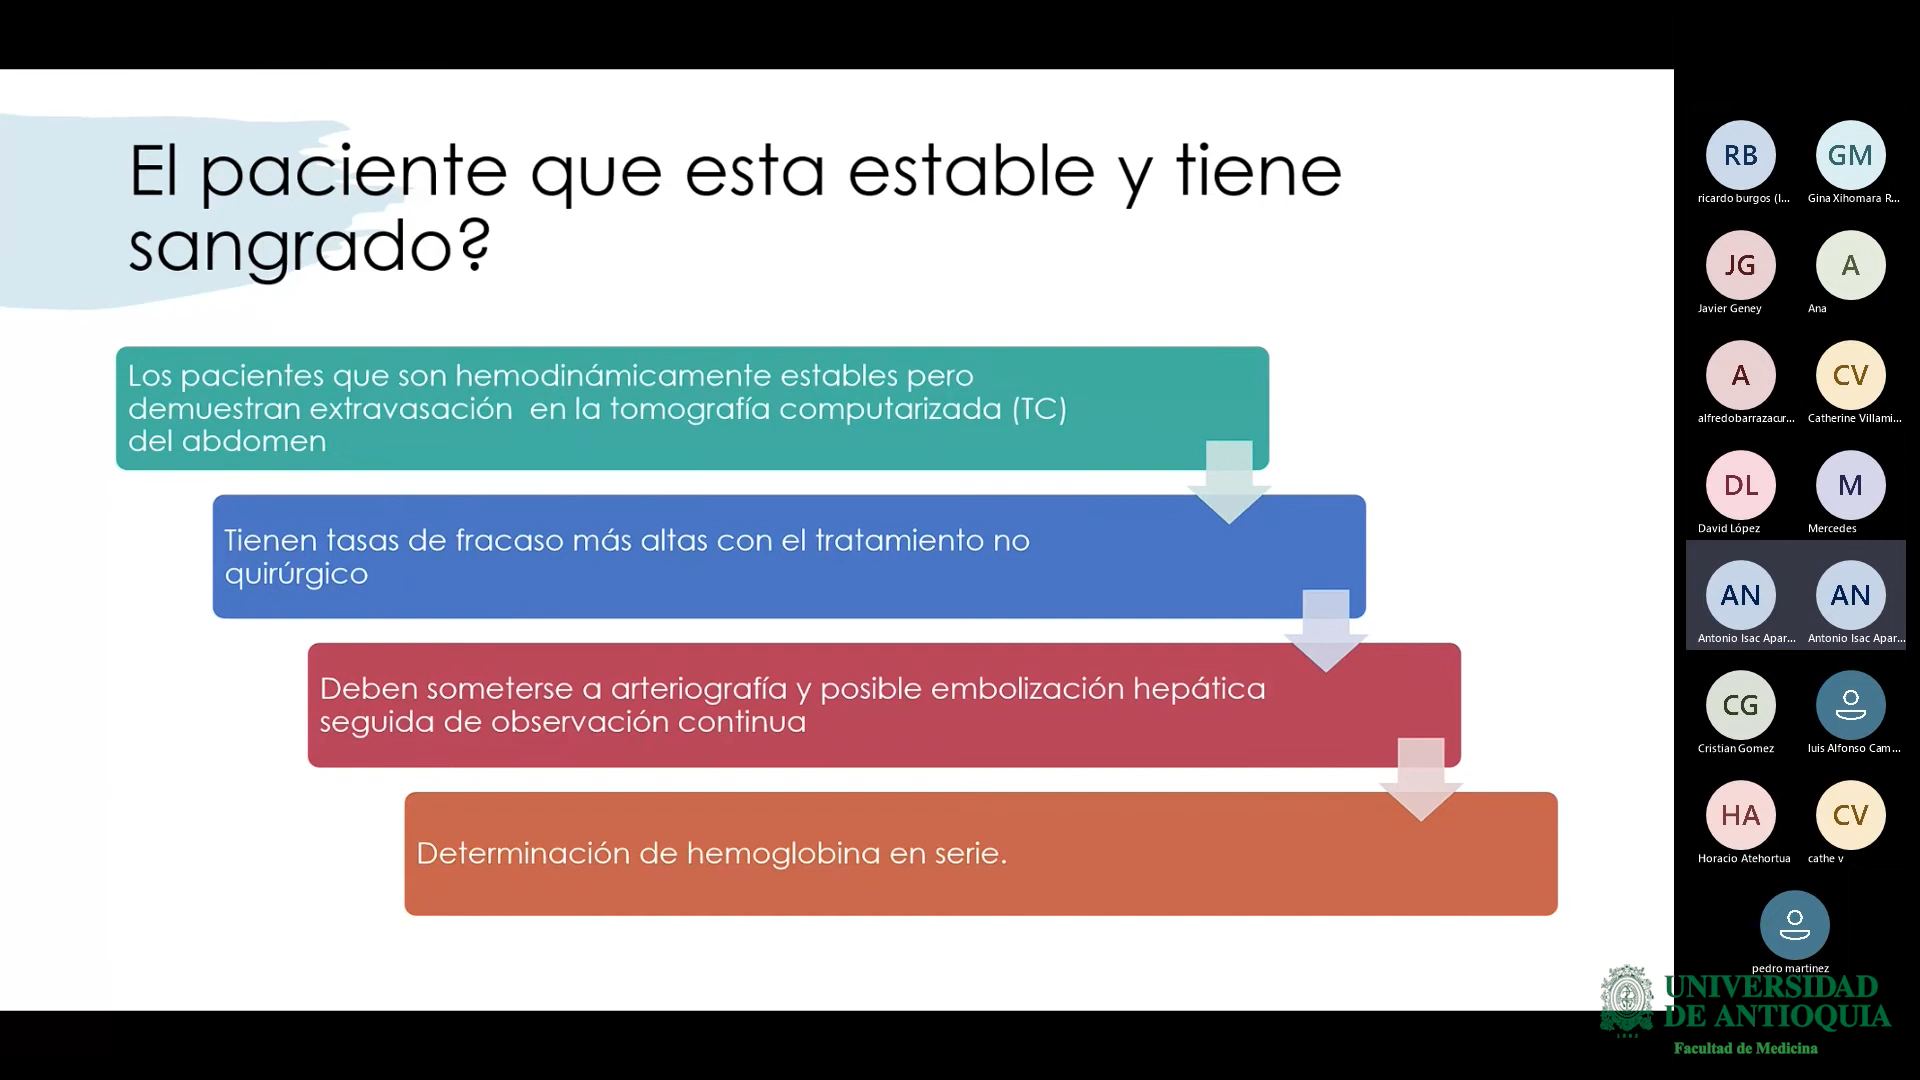 El paciente que esta estable y tiene
sangrado?
Los pacientes que son hemodinámicamente estables pero
demuestran extravasación en la tomografía computarizada (TC)
del abdomen
Tienen tasas de fracaso más altas con el tratamiento no
quirúrgico
Deben someterse a arteriografía y posible embolización hepática
seguida de observación continua
Determinación de hemoglobina en serie.
RB
GM
ricardo burgos (I...
Gina Xihomara R...
JG
A
Javier Geney
Ana
A
CV
alfredobarrazacur...
Catherine Villami...
DL
M
David López
Mercedes
AN
AN
Antonio Isac Apar...
Antonio Isac Apar...
CG
Cristian Gomez
luis Alfonso Cam...
HA
CV
Horacio Atehortua
cathe v
pedro martinez
UNIVERSIDAD
DE ANTIOQUIA
Facultad de Medicina